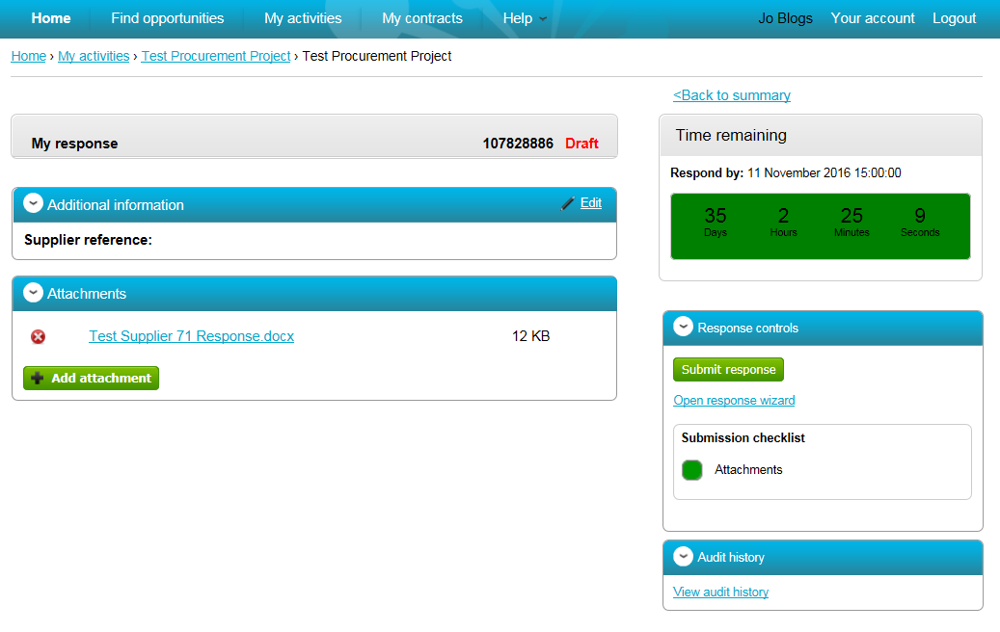 Home Find opportunities My activities My contracts Help Jo Blogs Your account Logout
Home › My activities › Test Procurement Project › Test Procurement Project
<Back to summary
My response 107828886 Draft
Additional information Edit
Supplier reference:
Attachments
Test Supplier 71 Response.docx 12 KB
Add attachment
Time remaining
Respond by: 11 November 2016 15:00:00
35 2 25 9
Days Hours Minutes Seconds
Response controls
Submit response
Open response wizard
Submission checklist
Attachments
Audit history
View audit history